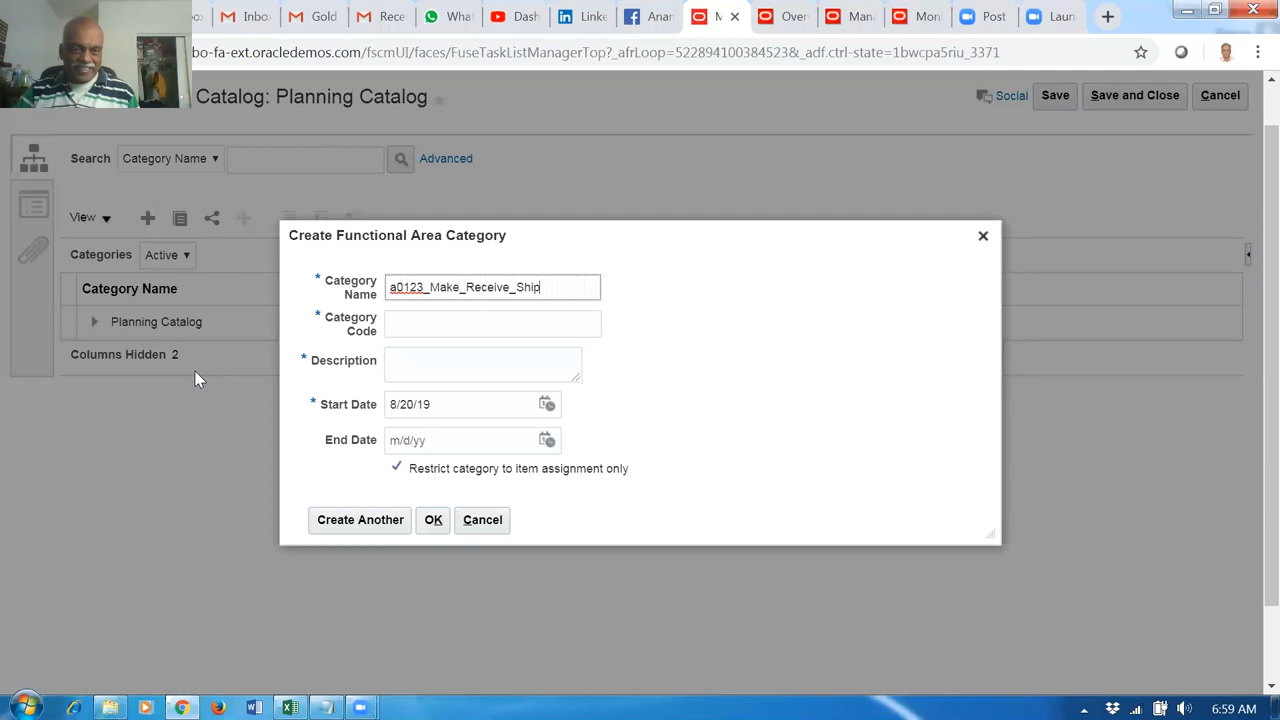 Inbo
Gold
Rece
Wha
Das
Linke
Anar
M
Over
Man
Mon
Post
Laun
bo-fa-ext.oracledemos.com/fscmUI/faces/FuseTaskListManagerTop?_afrLoop=522894100384523&_adf.ctrl-state=1bwcpa5riu_3371
Catalog: Planning Catalog
Social
Save
Save and Close
Cancel
Search
Category Name
Advanced
View
Categories
Active
Category Name
Planning Catalog
Columns Hidden 2
Create Functional Area Category
* Category Name
a0123_Make_Receive_Ship
* Category Code
* Description
* Start Date
8/20/19
End Date
m/d/yy
Restrict category to item assignment only
Create Another
OK
Cancel
6:59 AM